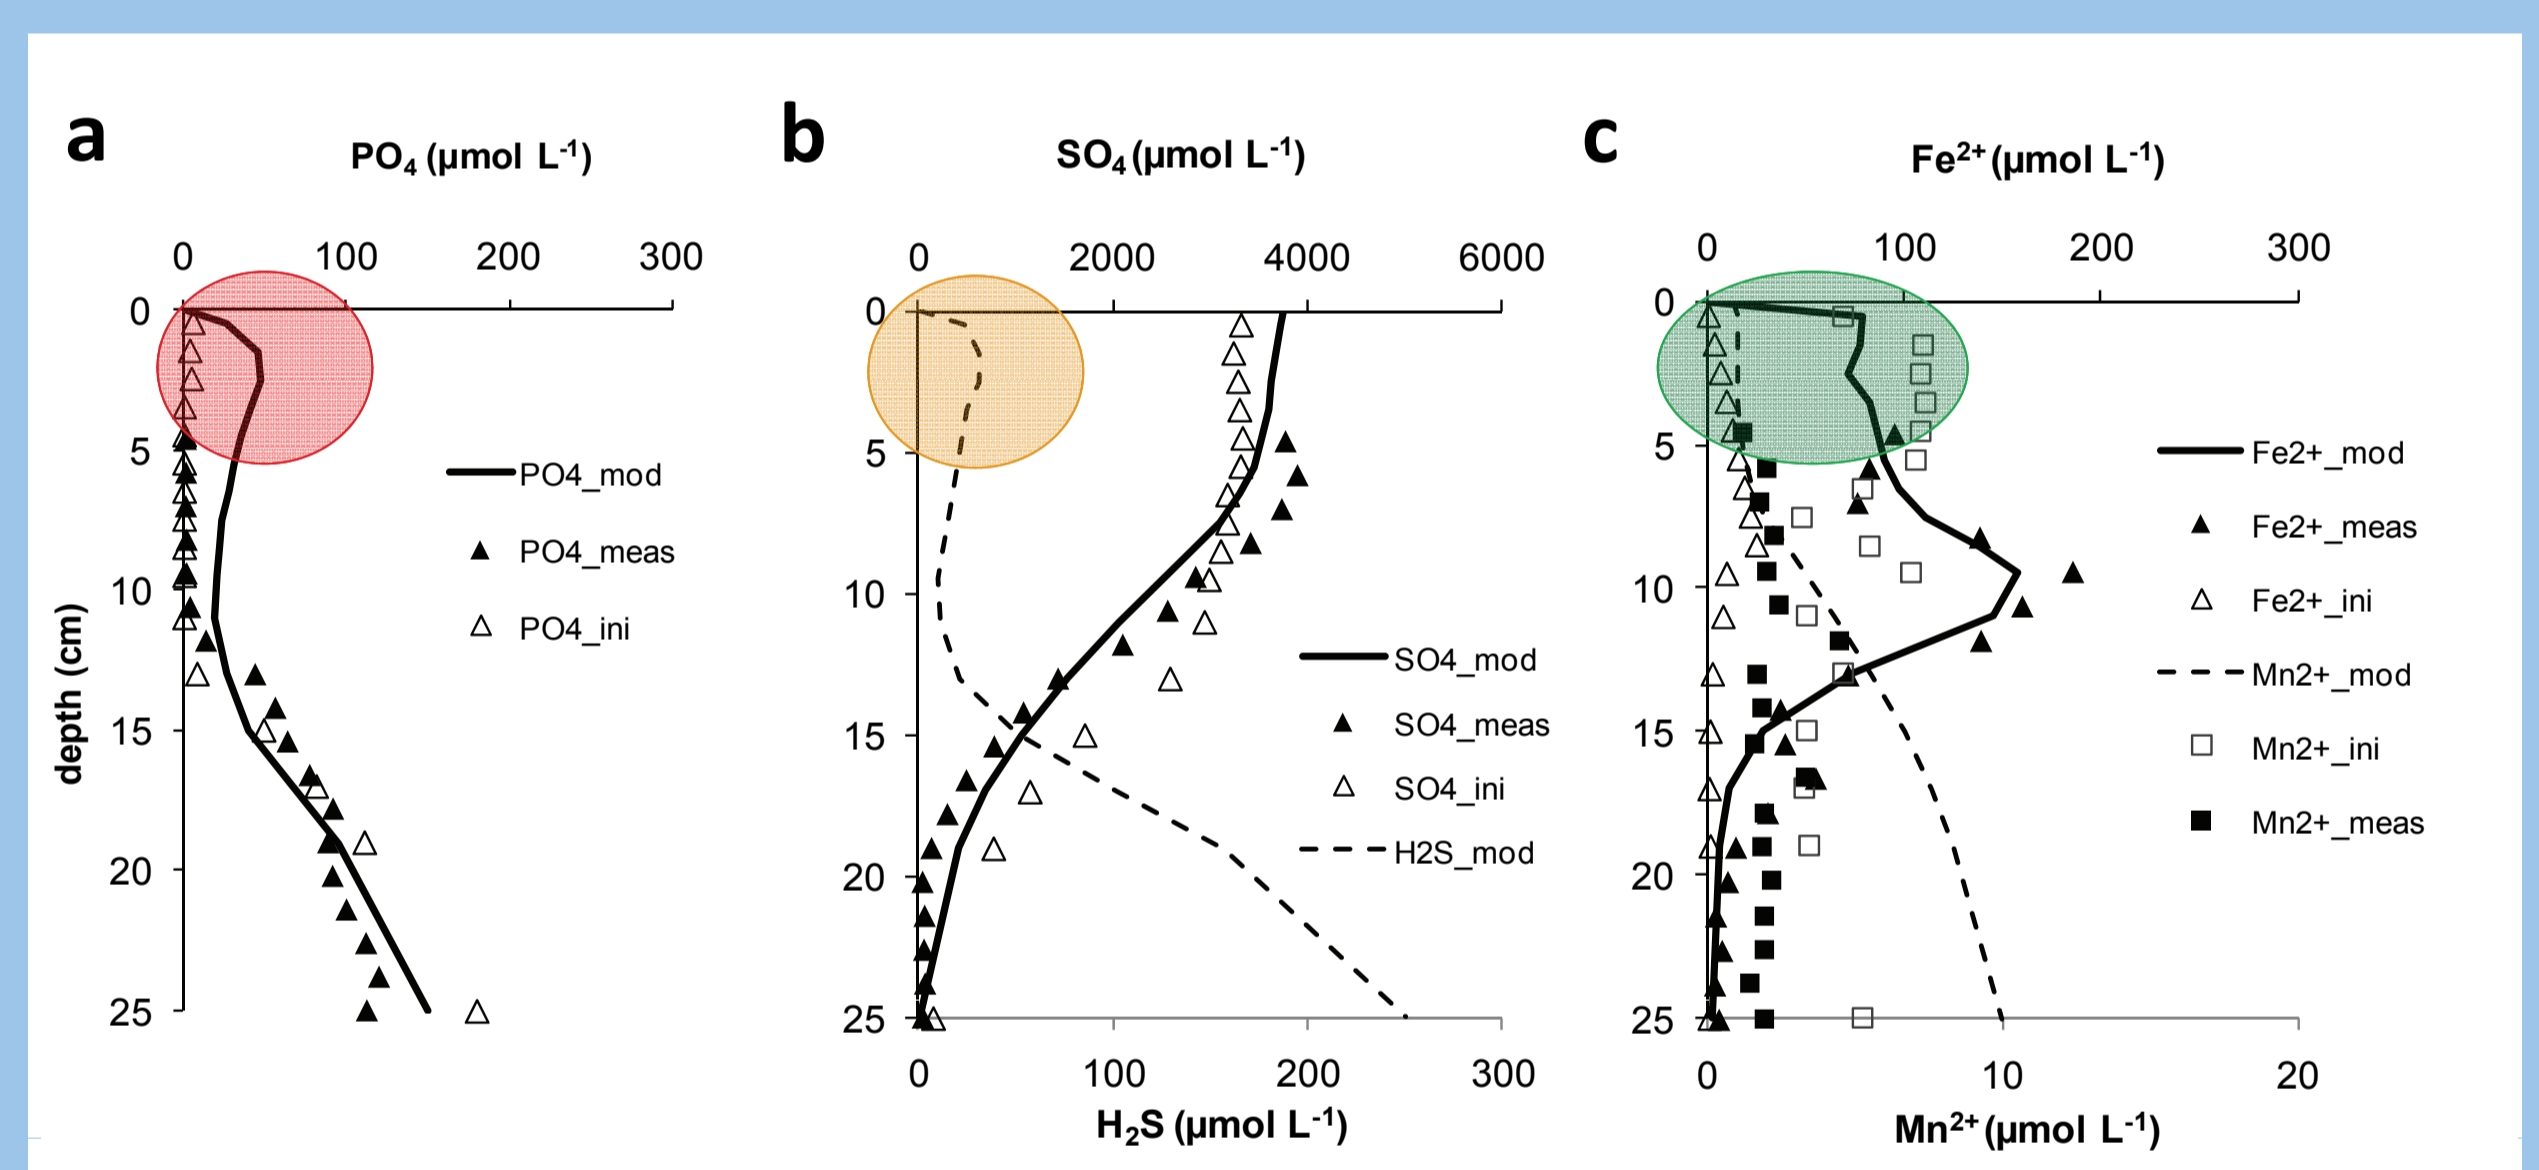 a
PO4 (µmol L-1)
0 100 200 300
0
5
10
15
20
25
depth (cm)
PO4_mod
PO4_meas
PO4_ini
b
SO4 (µmol L-1)
0 2000 4000 6000
0
5
10
15
20
25
SO4_mod
SO4_meas
SO4_ini
H2S_mod
0 100 200 300
H2S (µmol L-1)
c
Fe2+ (µmol L-1)
0 100 200 300
0
5
10
15
20
25
Fe2+_mod
Fe2+_meas
Fe2+_ini
Mn2+_mod
Mn2+_ini
Mn2+_meas
0 10 20
Mn2+ (µmol L-1)